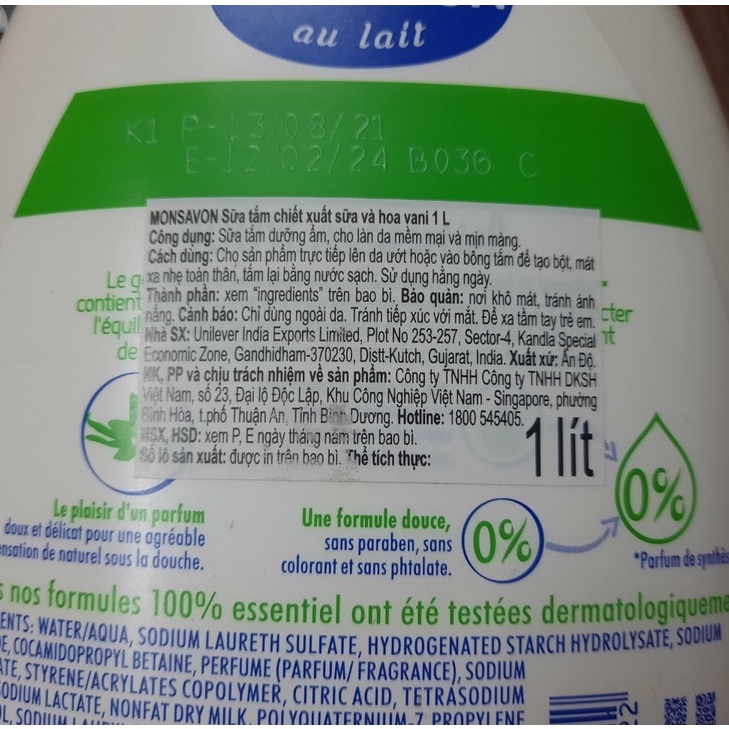 au lait
K1 P-13/08/21
E-12/02/24 B036 C
MONSAVON Sữa tắm chiết xuất sữa và hoa vani 1 L
Công dụng: Sữa tắm dưỡng ẩm, cho làn da mềm mại và mịn màng.
Cách dùng: Cho sản phẩm trực tiếp lên da ướt hoặc vào bông tắm để tạo bọt, mát
xa nhẹ toàn thân, tắm lại bằng nước sạch. Sử dụng hằng ngày.
Thành phần: xem "ingredients" trên bao bì. Bảo quản: nơi khô mát, tránh ánh
nắng. Cảnh báo: Chỉ dùng ngoài da. Tránh tiếp xúc với mắt. Để xa tầm tay trẻ em.
Nhà SX: Unilever India Exports Limited, Plot No 253-257, Sector-4, Kandla Special
Economic Zone, Gandhidham-370230, Distt-Kutch, Gujarat, India. Xuất xứ: Ấn Độ.
NK, PP và chịu trách nhiệm về sản phẩm: Công ty TNHH Công ty TNHH DKSH
Việt Nam, số 23, Đại lộ Độc Lập, Khu Công Nghiệp Việt Nam - Singapore, phường
Bình Hòa, t.phố Thuận An, Tỉnh Bình Dương. Hotline: 1800 545405.
NSX, HSD: xem P, E ngày tháng năm trên bao bì.
Số lô sản xuất: được in trên bao bì. Thể tích thực:
1 lít
Le
contient
l'équil
de
Le plaisir d'un parfum
doux et délicat pour une agréable
ensation de naturel sous la douche.
Une formule douce,
sans paraben, sans
colorant et sans phtalate.
0%
0%
*Parfum de synthès
s nos formules 100% essentiel ont été testées dermatologiqueme
ENTS: WATER/AQUA, SODIUM LAURETH SULFATE, HYDROGENATED STARCH HYDROLYSATE, SODIUM
E, COCAMIDOPROPYL BETAINE, PERFUME (PARFUM/ FRAGRANCE), SODIUM
ATE, STYRENE/ACRYLATES COPOLYMER, CITRIC ACID, TETRASODIUM
SODIUM LACTATE, NONFAT DRY MILK, POLYQUATERNIUM-7, PROPYLENE